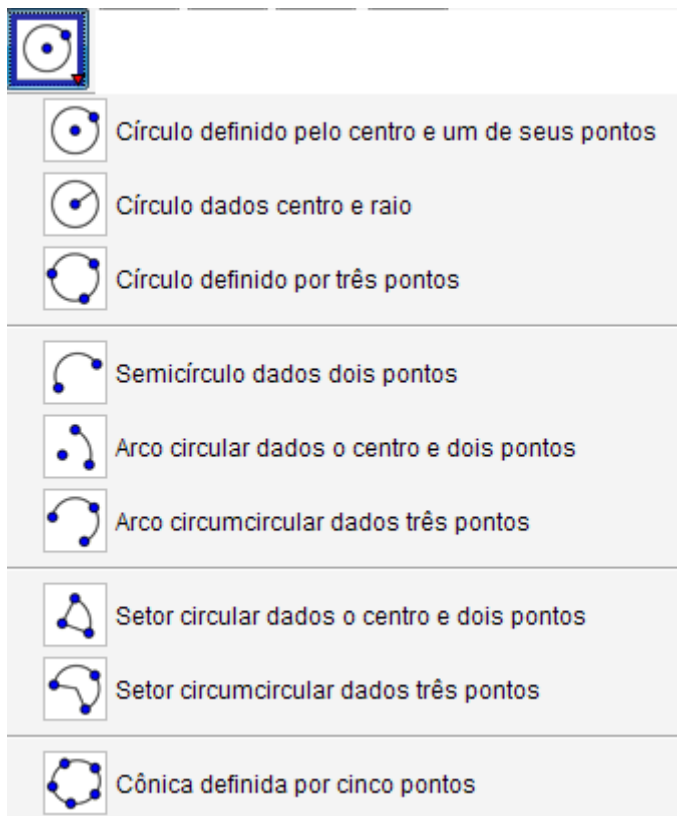 Círculo definido pelo centro e um de seus pontos
Círculo dados centro e raio
Círculo definido por três pontos
Semicírculo dados dois pontos
Arco circular dados o centro e dois pontos
Arco circumcircular dados três pontos
Setor circular dados o centro e dois pontos
Setor circumcircular dados três pontos
Cônica definida por cinco pontos